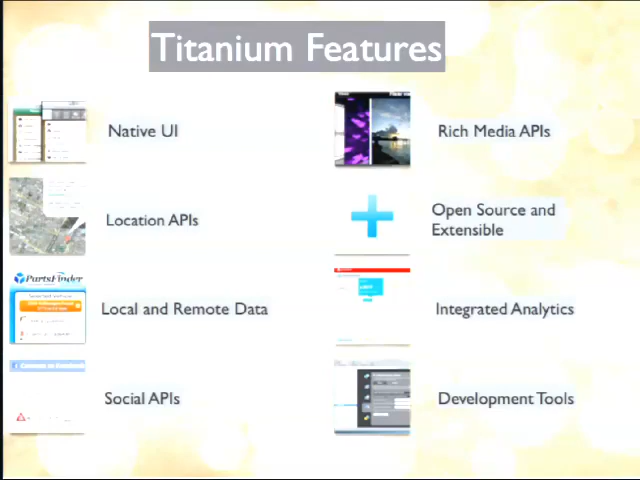 Titanium Features
Native UI
Rich Media APIs
Location APIs
Open Source and
Extensible
PartsFinder
Local and Remote Data
Integrated Analytics
Social APIs
Development Tools